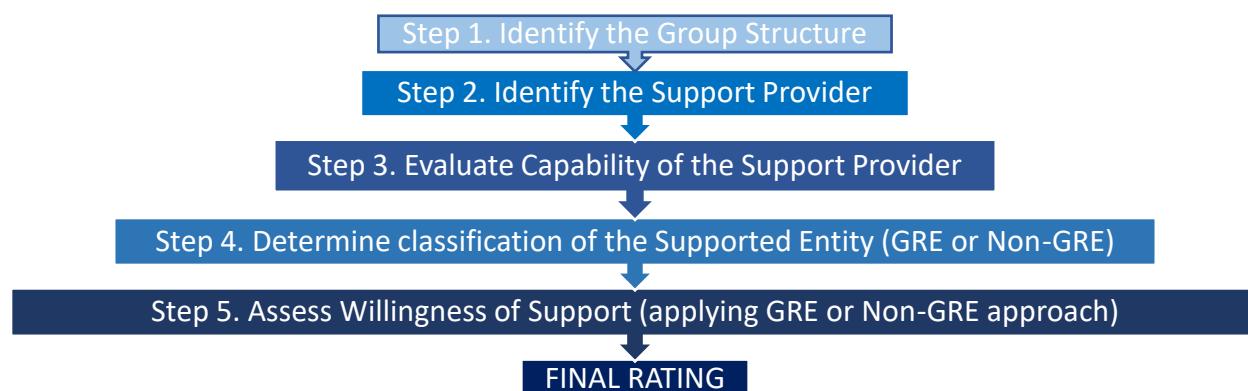 Step 1. Identify the Group Structure
Step 2. Identify the Support Provider
Step 3. Evaluate Capability of the Support Provider
Step 4. Determine classification of the Supported Entity (GRE or Non-GRE)
Step 5. Assess Willingness of Support (applying GRE or Non-GRE approach)
FINAL RATING